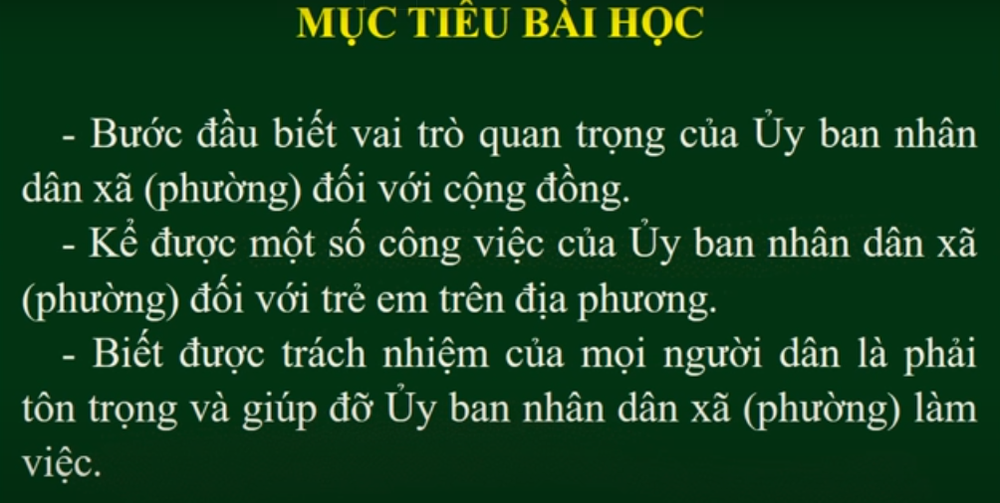 MỤC TIÊU BÀI HỌC
- Bước đầu biết vai trò quan trọng của Ủy ban nhân
dân xã (phường) đối với cộng đồng.
- Kể được một số công việc của Ủy ban nhân dân xã
(phường) đối với trẻ em trên địa phương.
- Biết được trách nhiệm của mọi người dân là phải
tôn trọng và giúp đỡ Ủy ban nhân dân xã (phường) làm
việc.